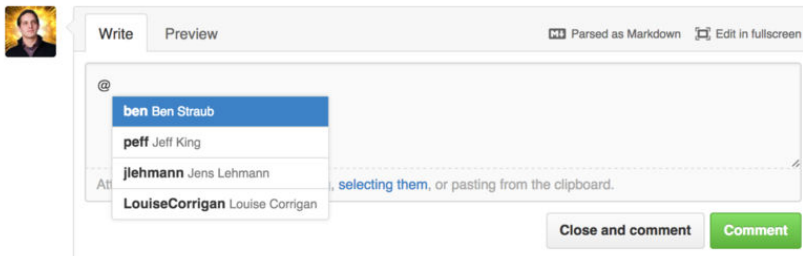 Write Preview Parsed as Markdown Edit in fullscreen
@
ben Ben Straub
peff Jeff King
jlehmann Jens Lehmann
At , selecting them, or pasting from the clipboard.
LouiseCorrigan Louise Corrigan
Close and comment Comment